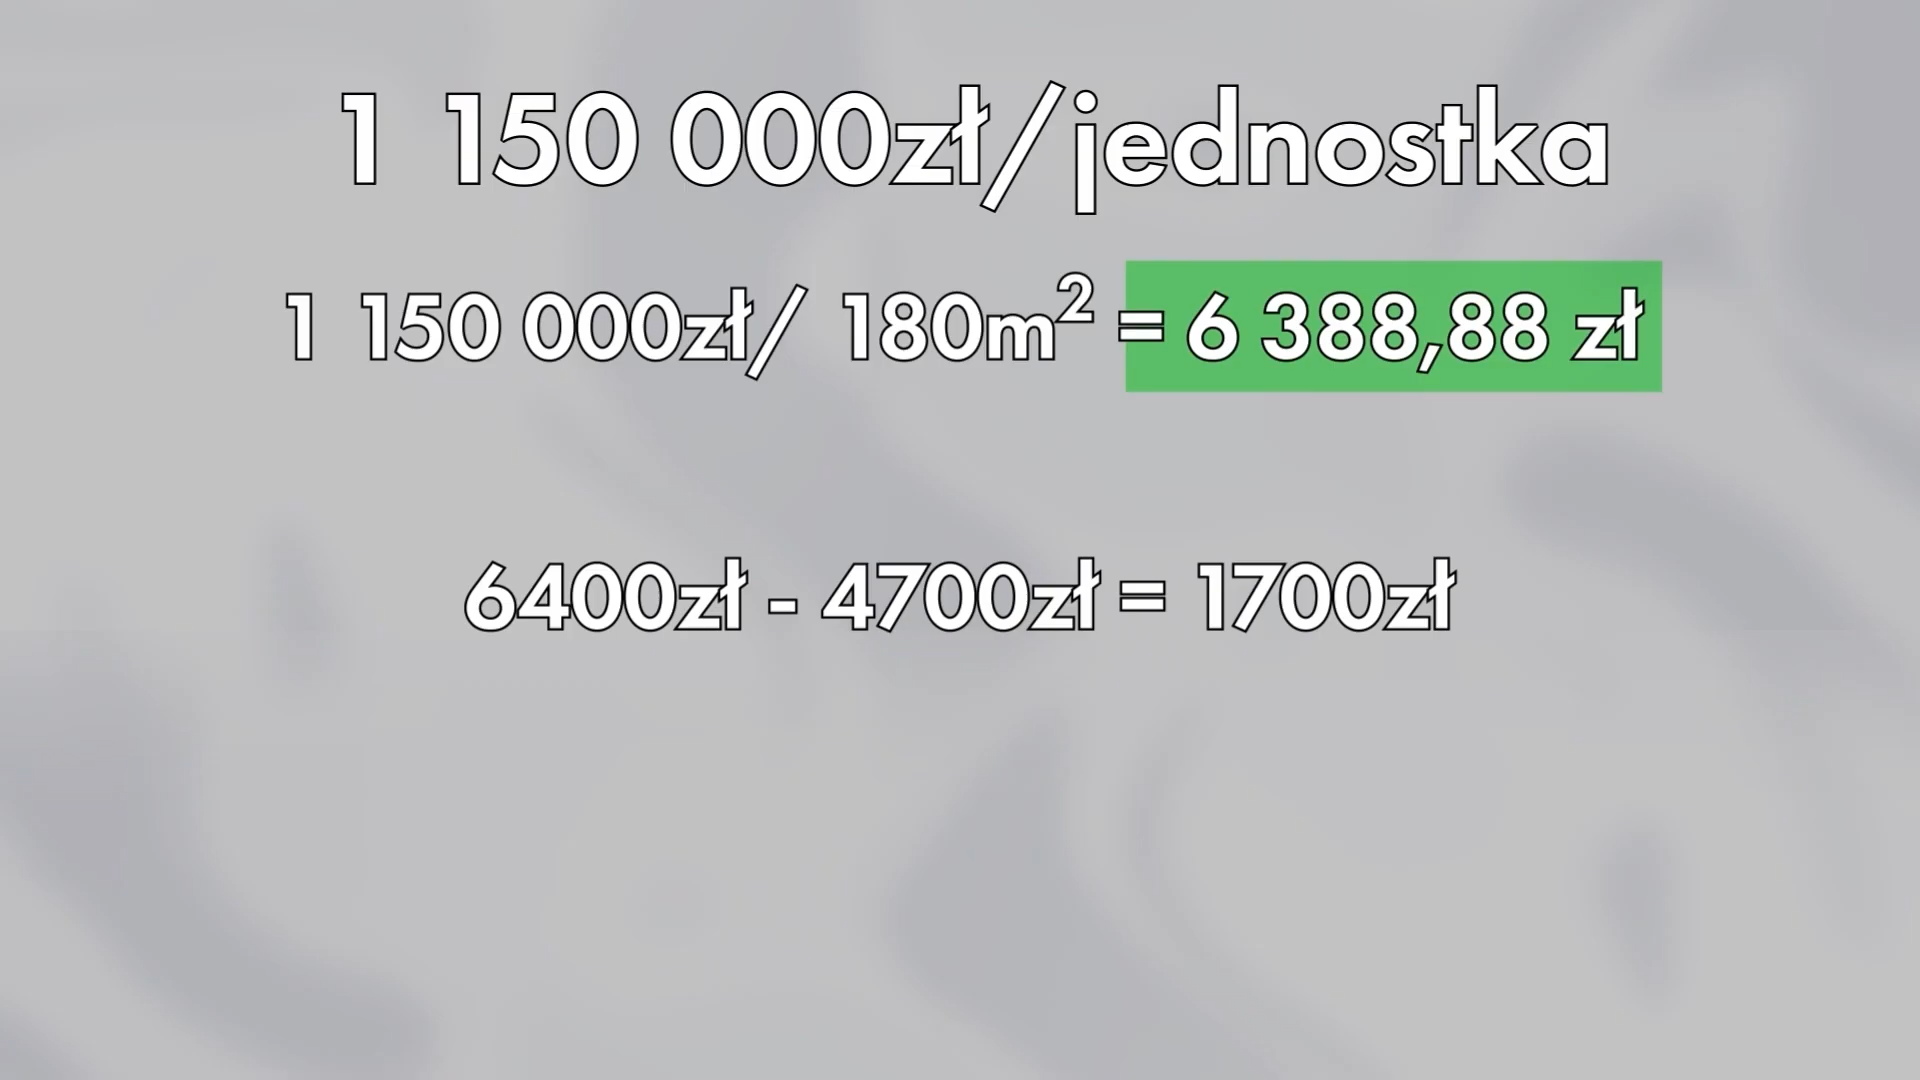 1 150 000zł/jednostka
1 150 000zł/ 180m² = 6 388,88 zł
6400zł - 4700zł = 1700zł